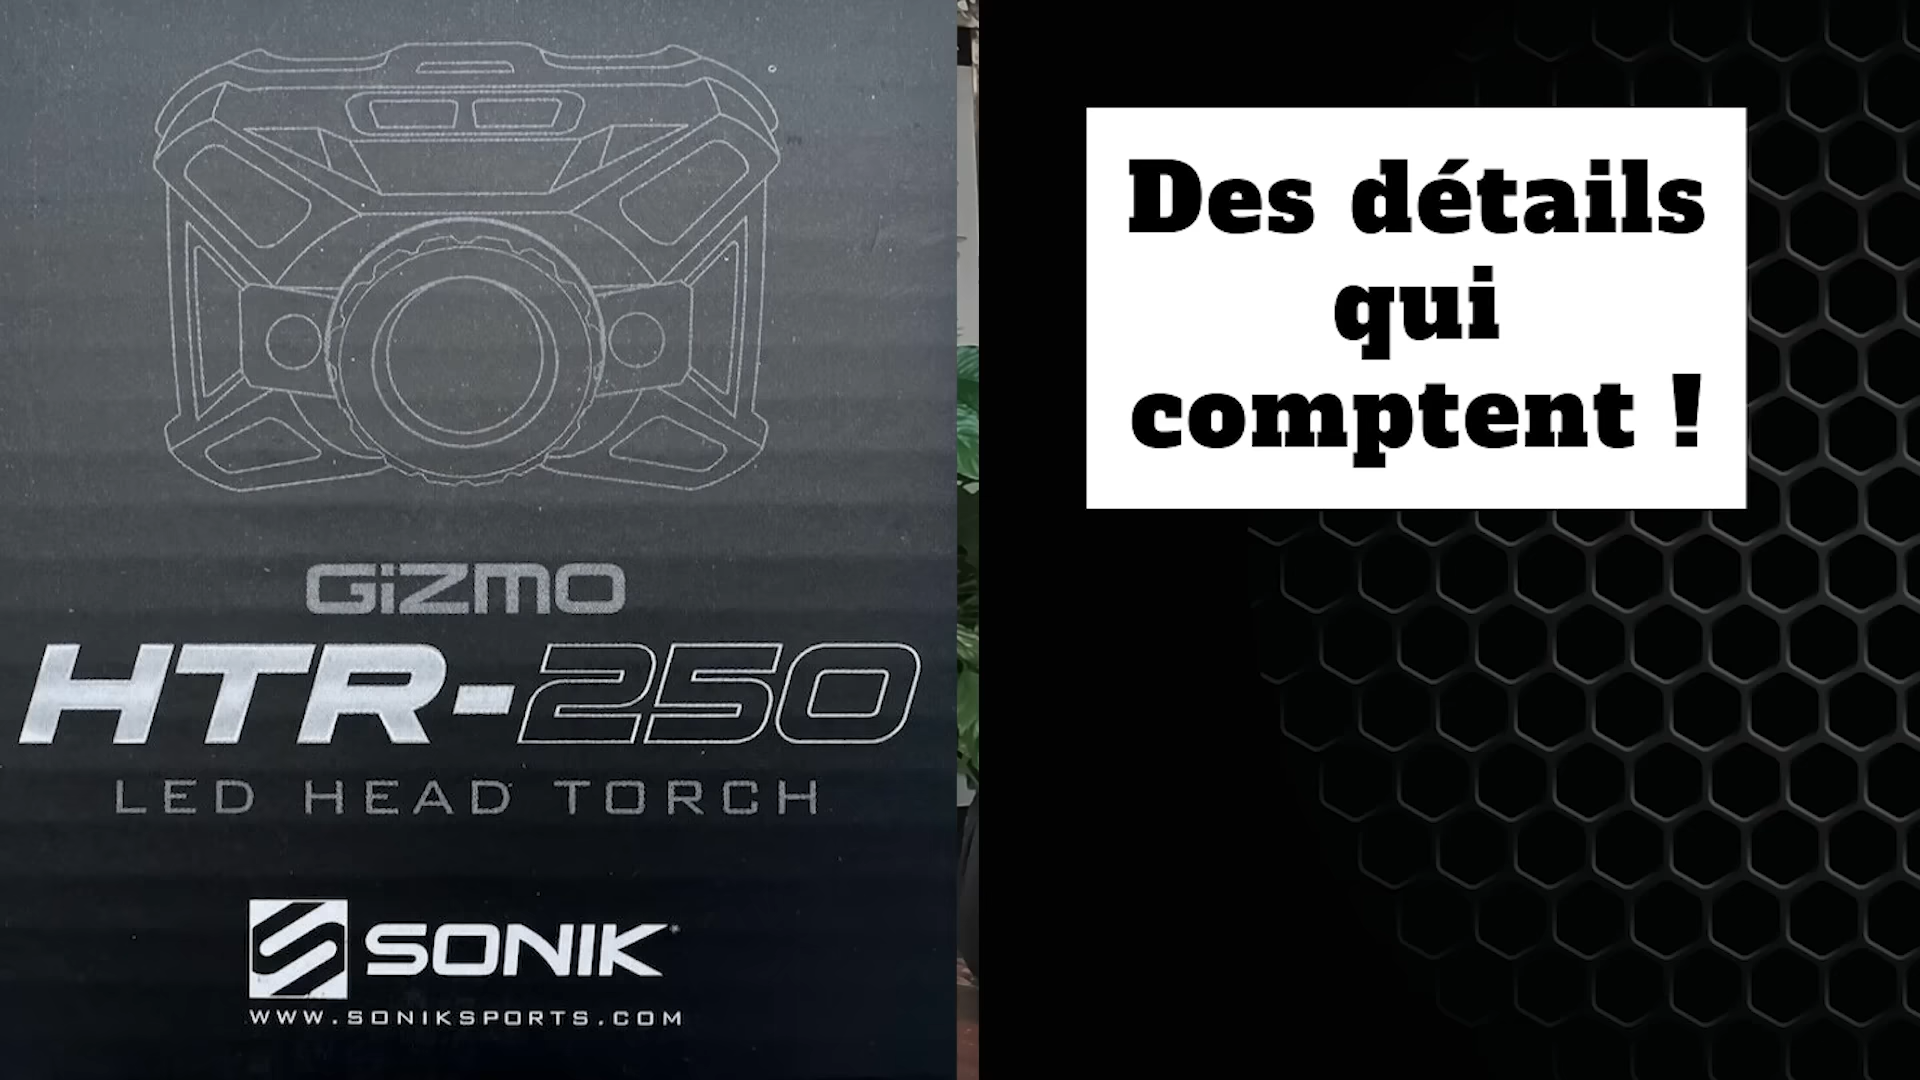 GiZMO
HTR-250
LED HEAD TORCH
SONIK
WWW.SONIKSPORTS.COM
Des détails
qui
comptent !